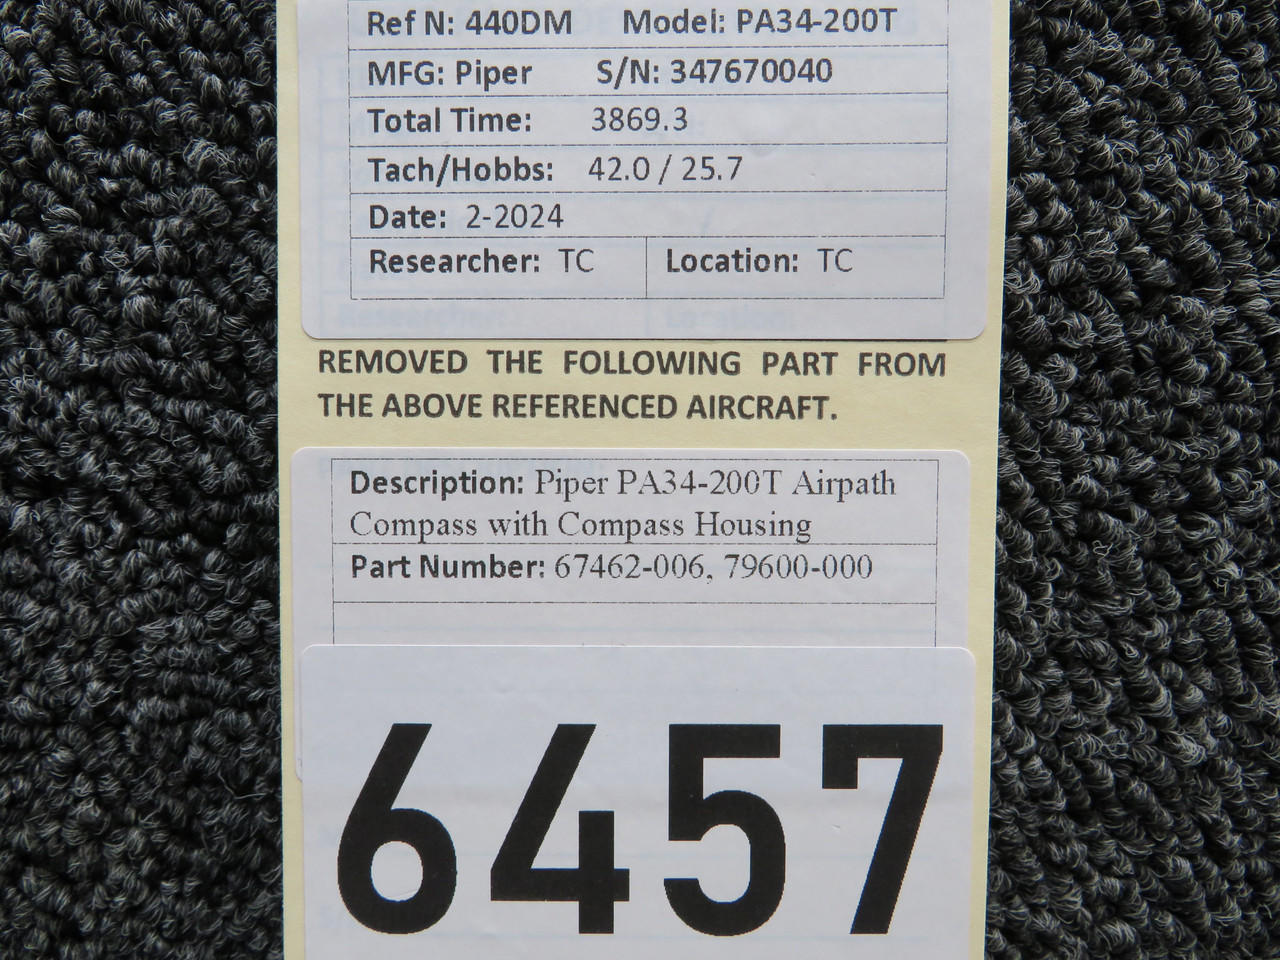 Ref N: 440DM Model: PA34-200T
MFG: Piper S/N: 347670040
Total Time: 3869.3
Tach/Hobbs: 42.0 / 25.7
Date: 2-2024
Researcher: TC Location: TC
REMOVED THE FOLLOWING PART FROM
THE ABOVE REFERENCED AIRCRAFT.
Description: Piper PA34-200T Airpath
Compass with Compass Housing
Part Number: 67462-006, 79600-000
6457